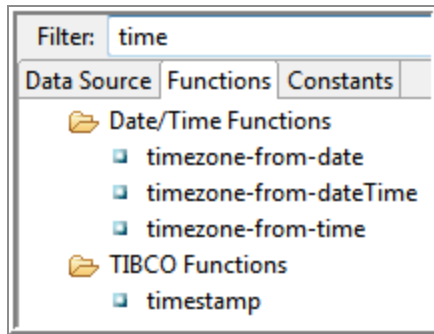 Filter: time
Data Source Functions Constants
Date/Time Functions
timezone-from-date
timezone-from-dateTime
timezone-from-time
TIBCO Functions
timestamp